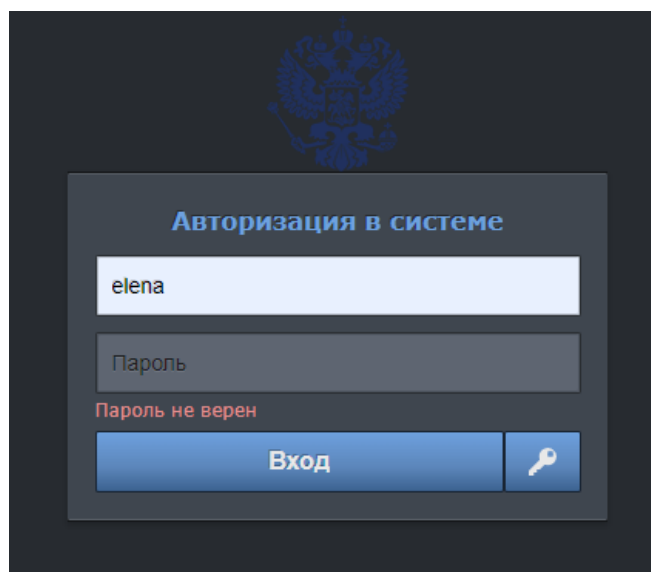 Авторизация в системе
elena
Пароль
Пароль не верен
Вход